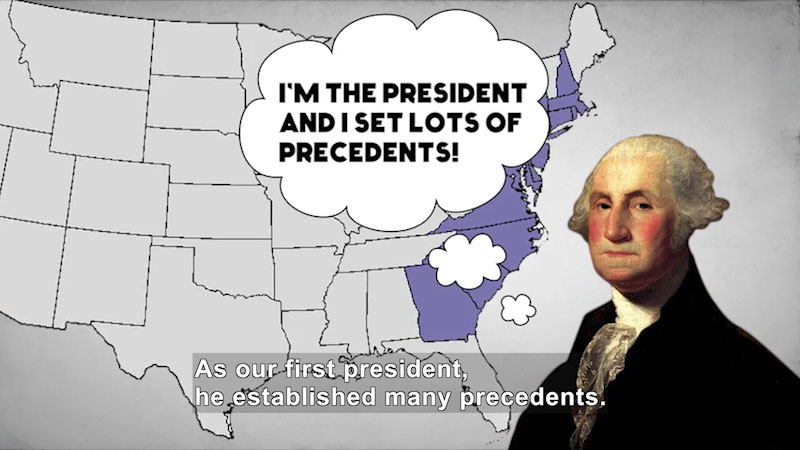 I'M THE PRESIDENT
AND I SET LOTS OF
PRECEDENTS!
As our first president,
he established many precedents.